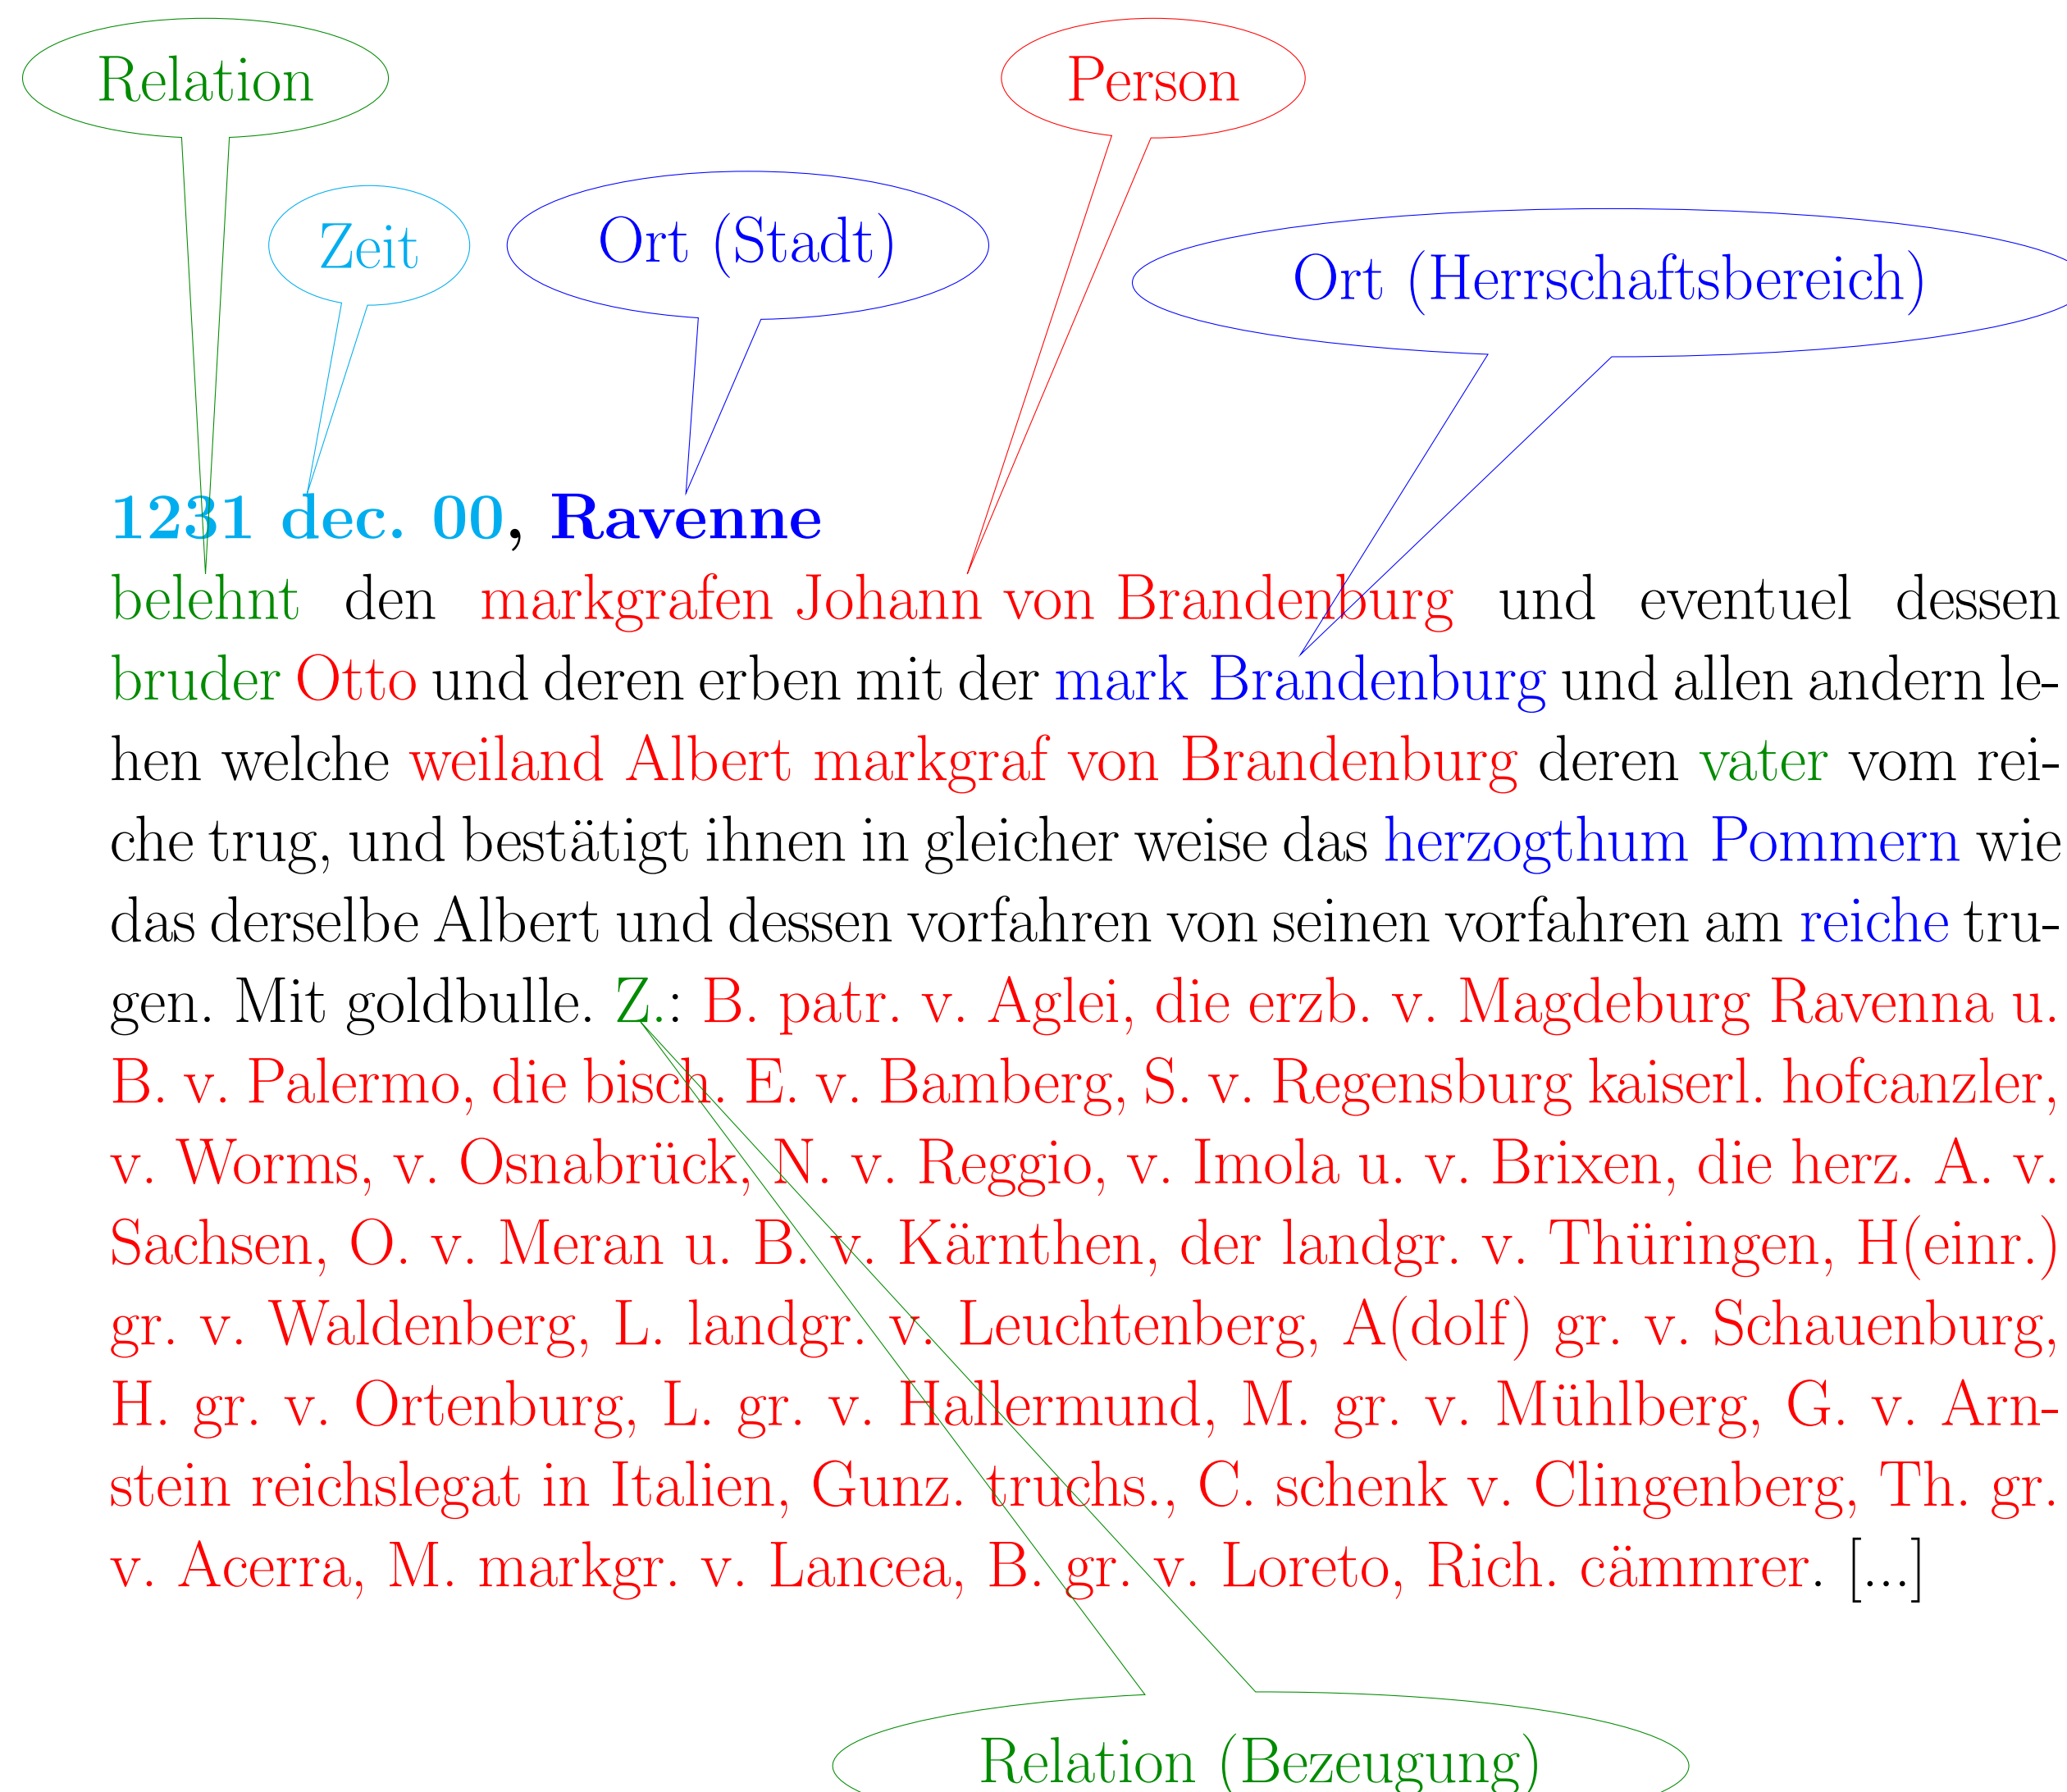 Relation
Person
Zeit
Ort (Stadt)
Ort (Herrschaftsbereich)
1231 dec. 00, Ravenne
belehnt den markgrafen Johann von Brandenburg und eventuel dessen
bruder Otto und deren erben mit der mark Brandenburg und allen andern le-
hen welche weiland Albert markgraf von Brandenburg deren vater vom rei-
che trug, und bestätigt ihnen in gleicher weise das herzogthum Pommern wie
das derselbe Albert und dessen vorfahren von seinen vorfahren am reiche tru-
gen. Mit goldbulle. Z.: B. patr. v. Aglei, die erzb. v. Magdeburg Ravenna u.
B. v. Palermo, die bisch. E. v. Bamberg, S. v. Regensburg kaiserl. hofcanzler,
v. Worms, v. Osnabrück, N. v. Reggio, v. Imola u. v. Brixen, die herz. A. v.
Sachsen, O. v. Meran u. B. v. Kärnthen, der landgr. v. Thüringen, H(einr.)
gr. v. Waldenberg, L. landgr. v. Leuchtenberg, A(dolf) gr. v. Schauenburg,
H. gr. v. Ortenburg, L. gr. v. Hallermund, M. gr. v. Mühlberg, G. v. Arn-
stein reichslegat in Italien, Gunz. truchs., C. schenk v. Clingenberg, Th. gr.
v. Acerra, M. markgr. v. Lancea, B. gr. v. Loreto, Rich. cämmrer. [...]
Relation (Bezeugung)